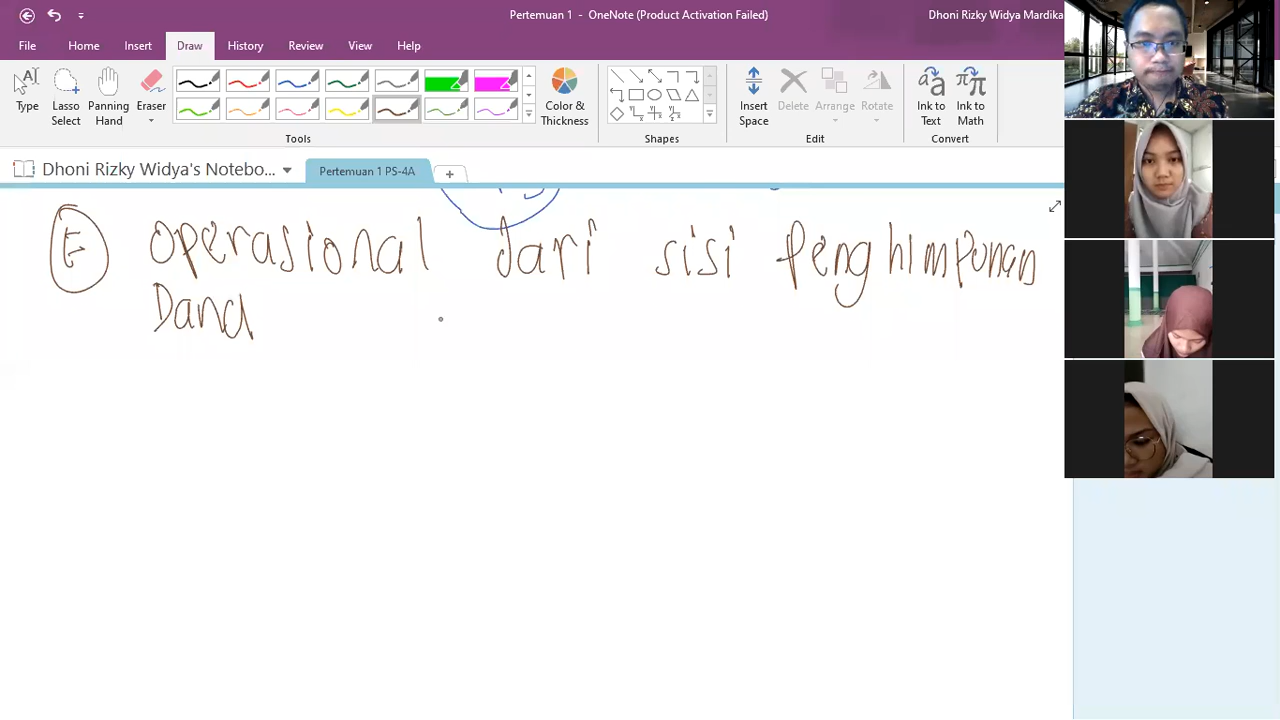 Pertemuan 1 - OneNote (Product Activation Failed)
Dhoni Rizky Widya Mardika
File Home Insert Draw History Review View Help
Type
Lasso Select
Panning Hand
Eraser
Color & Thickness
Insert Space
Delete
Arrange
Rotate
Ink to Text
Ink to Math
Tools
Shapes
Edit
Convert
Dhoni Rizky Widya's Notebo...
Pertemuan 1 PS-4A
E Operasional dari sisi Penghimpunan
Dana